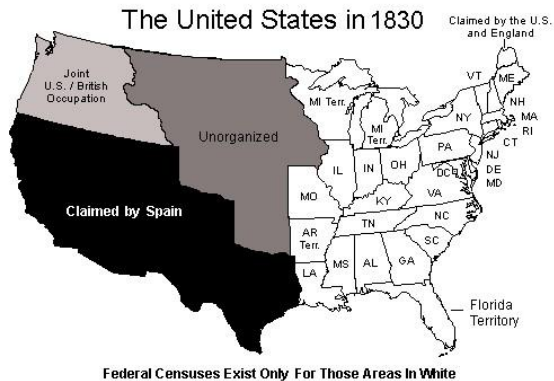 The United States in 1830
Claimed by the U.S.
and England
Joint
U.S. / British
Occupation
Unorganized
Claimed by Spain
MI Terr.
MI
Terr.
VT
ME
NH
MA
RI
CT
NY
PA
NJ
DE
MD
DC
OH
IN
IL
MO
KY
VA
TN
NC
AR
Terr.
SC
LA
MS
AL
GA
Florida
Territory
Federal Censuses Exist Only For Those Areas In White